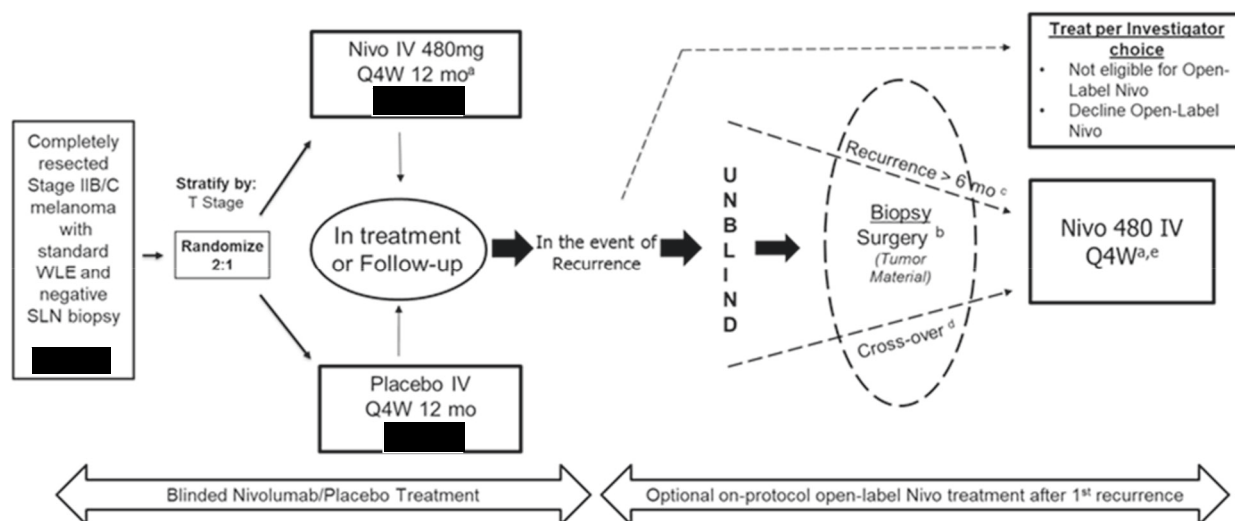 Completely
resected
Stage IIB/C
melanoma
with
standard
WLE and
negative
SLN biopsy
Stratify by:
T Stage
Randomize
2:1
Nivo IV 480mg
Q4W 12 moᵃ
In treatment
or Follow-up
Placebo IV
Q4W 12 mo
In the event of
Recurrence
U
N
B
L
I
N
D
Recurrence > 6 mo ᶜ
Biopsy
Surgery ᵇ
(Tumor
Material)
Cross-over ᵈ
Treat per Investigator
choice
• Not eligible for Open-
Label Nivo
• Decline Open-Label
Nivo
Nivo 480 IV
Q4Wᵃ,ᵉ
Blinded Nivolumab/Placebo Treatment
Optional on-protocol open-label Nivo treatment after 1ˢᵗ recurrence